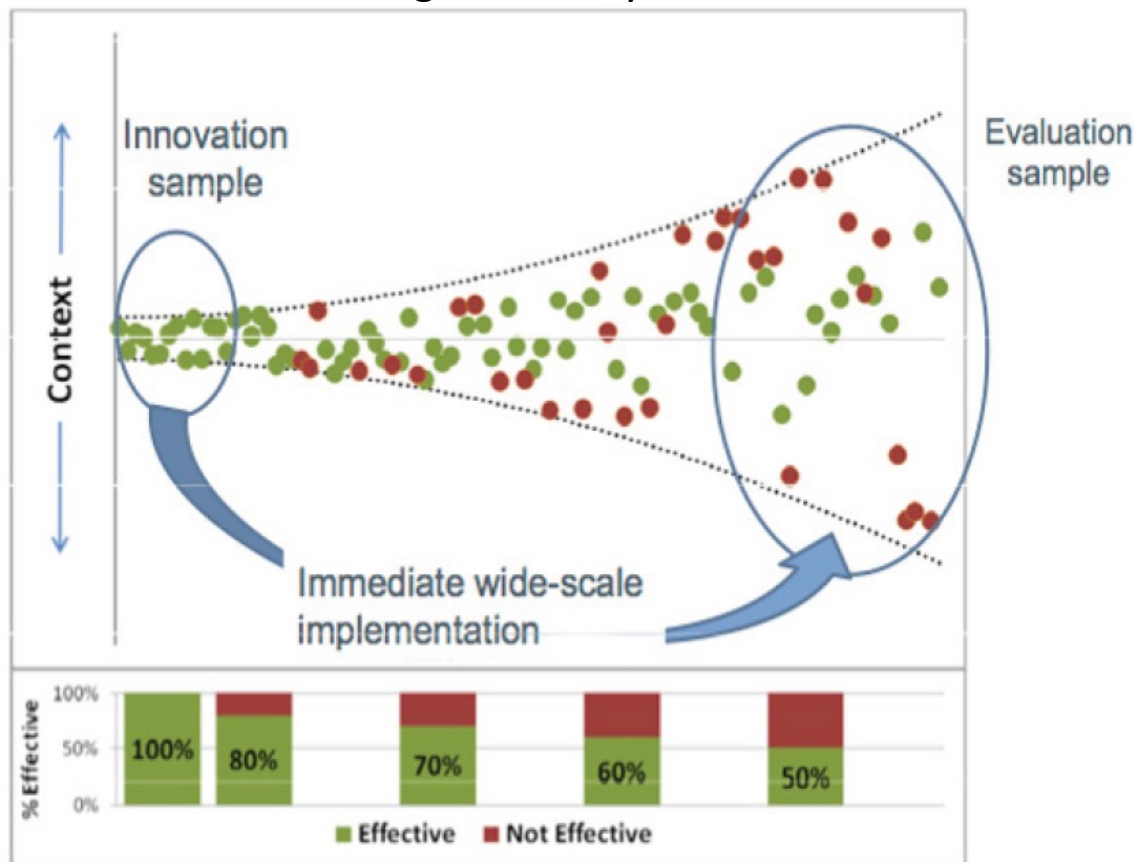 Innovation
sample
Evaluation
sample
Context
Immediate wide-scale
implementation
% Effective
100%
50%
0%
100%
80%
70%
60%
50%
Effective
Not Effective